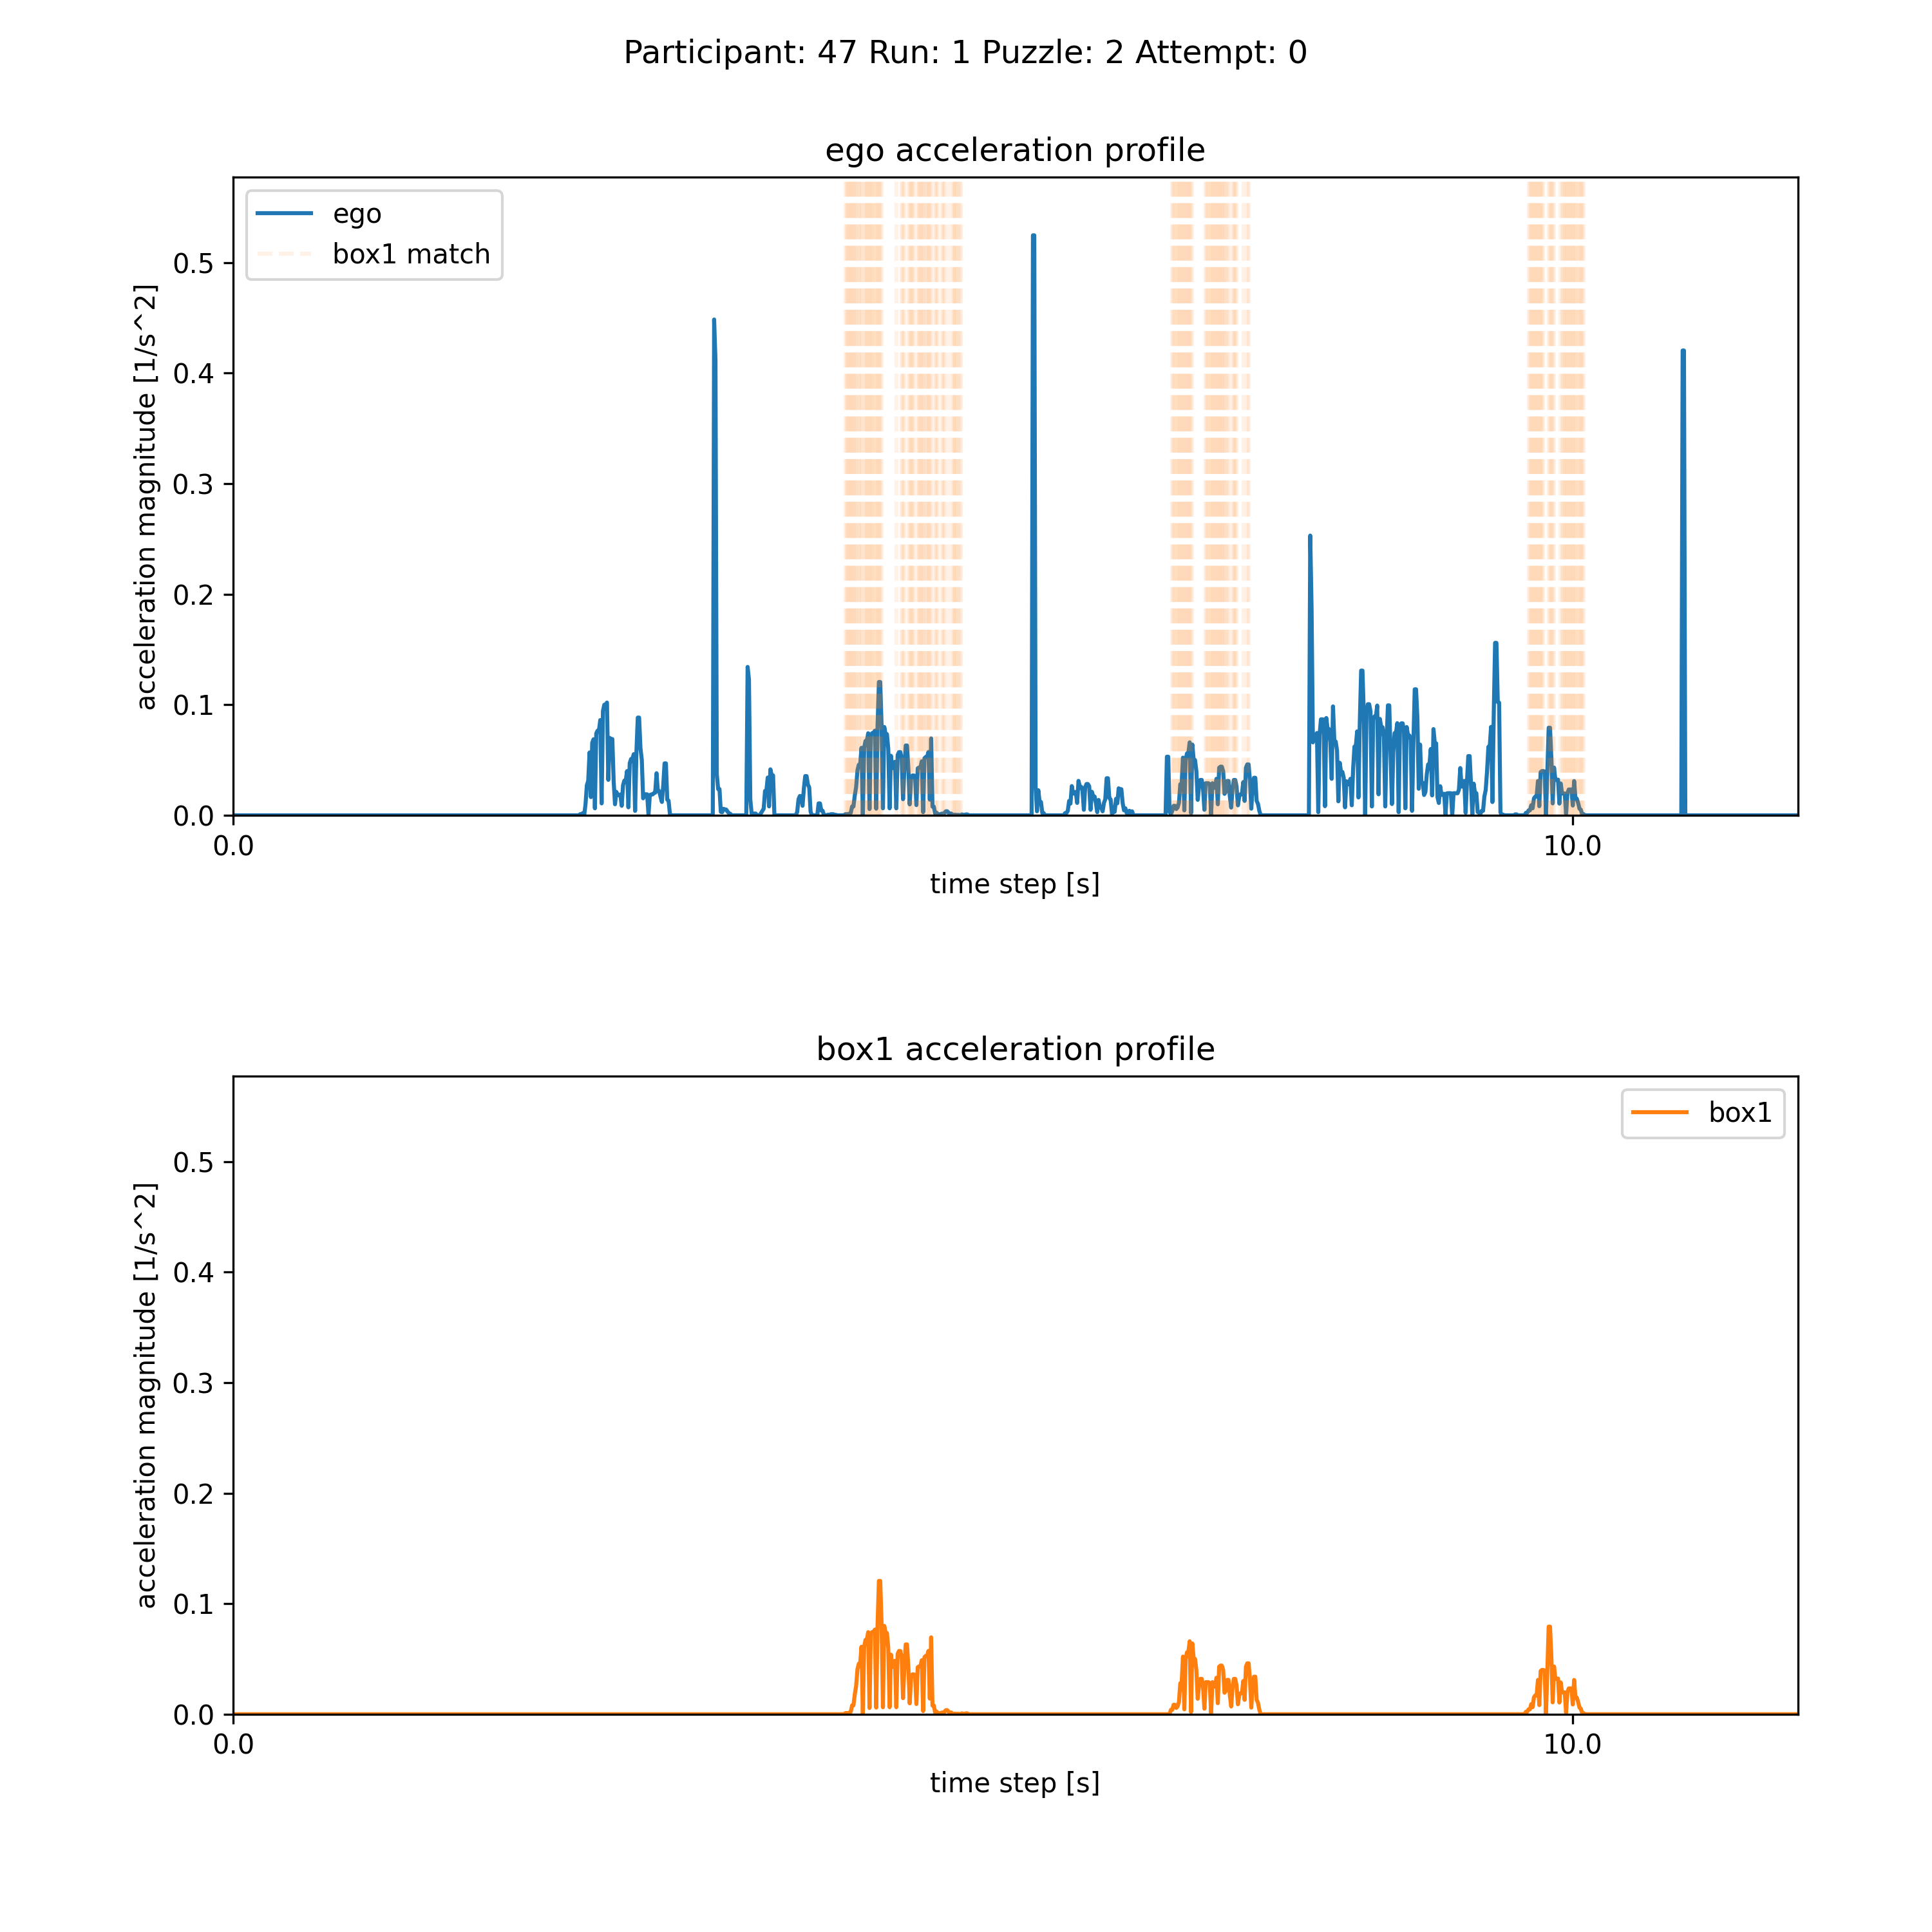 Participant: 47 Run: 1 Puzzle: 2 Attempt: 0
ego acceleration profile
ego
box1 match
acceleration magnitude [1/s^2]
0.5
0.4
0.3
0.2
0.1
0.0
0.0 10.0
time step [s]
box1 acceleration profile
box1
acceleration magnitude [1/s^2]
0.5
0.4
0.3
0.2
0.1
0.0
0.0 10.0
time step [s]